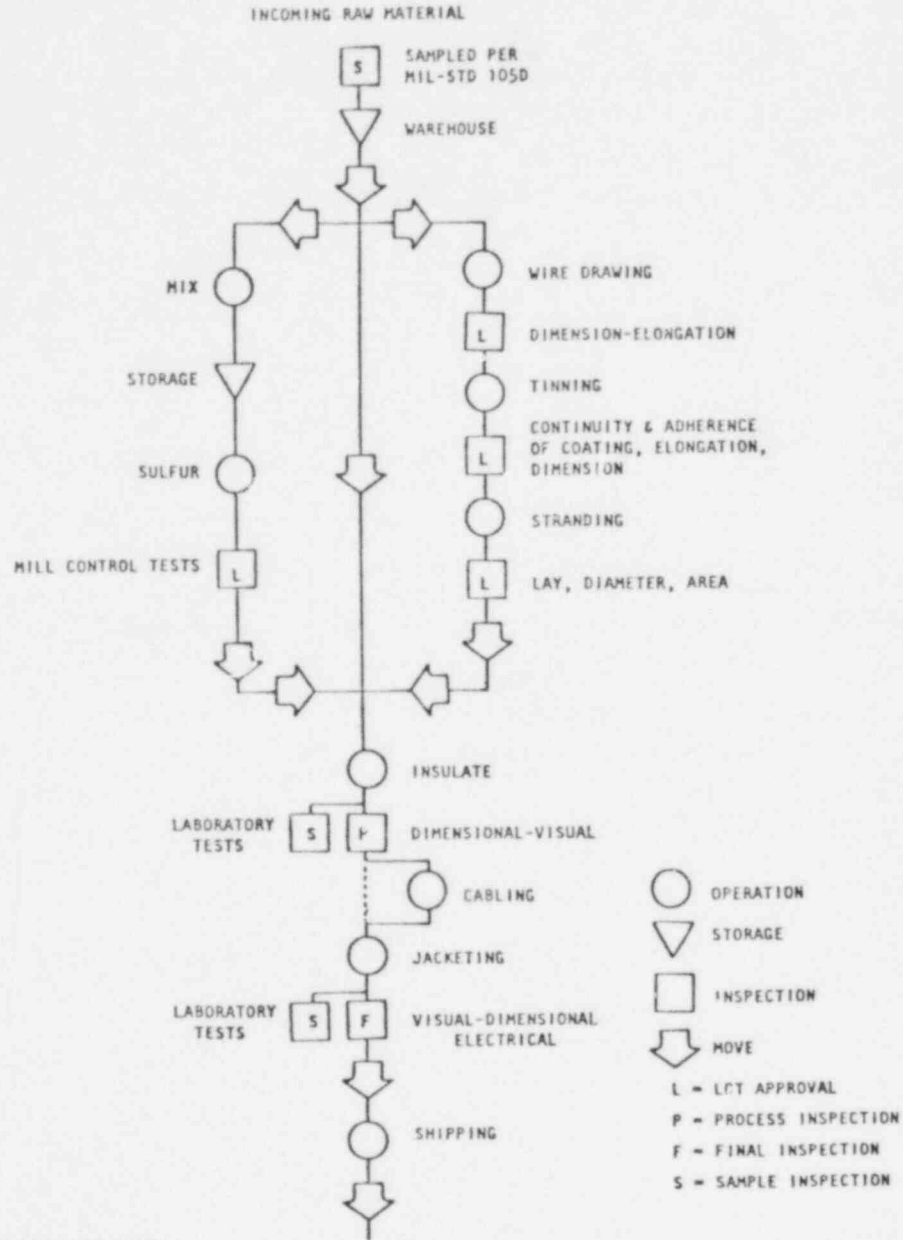 INCOMING RAW MATERIAL
S
SAMPLED PER
MIL-STD 105D
WAREHOUSE
MIX
WIRE DRAWING
L
DIMENSION-ELONGATION
STORAGE
TINNING
L
CONTINUITY & ADHERENCE
OF COATING, ELONGATION,
DIMENSION
SULFUR
STRANDING
MILL CONTROL TESTS
L
L
LAY, DIAMETER, AREA
INSULATE
LABORATORY
TESTS
S
P
DIMENSIONAL-VISUAL
CABLING
JACKETING
LABORATORY
TESTS
S
F
VISUAL-DIMENSIONAL
ELECTRICAL
SHIPPING
OPERATION
STORAGE
INSPECTION
MOVE
L = LOT APPROVAL
P = PROCESS INSPECTION
F = FINAL INSPECTION
S = SAMPLE INSPECTION